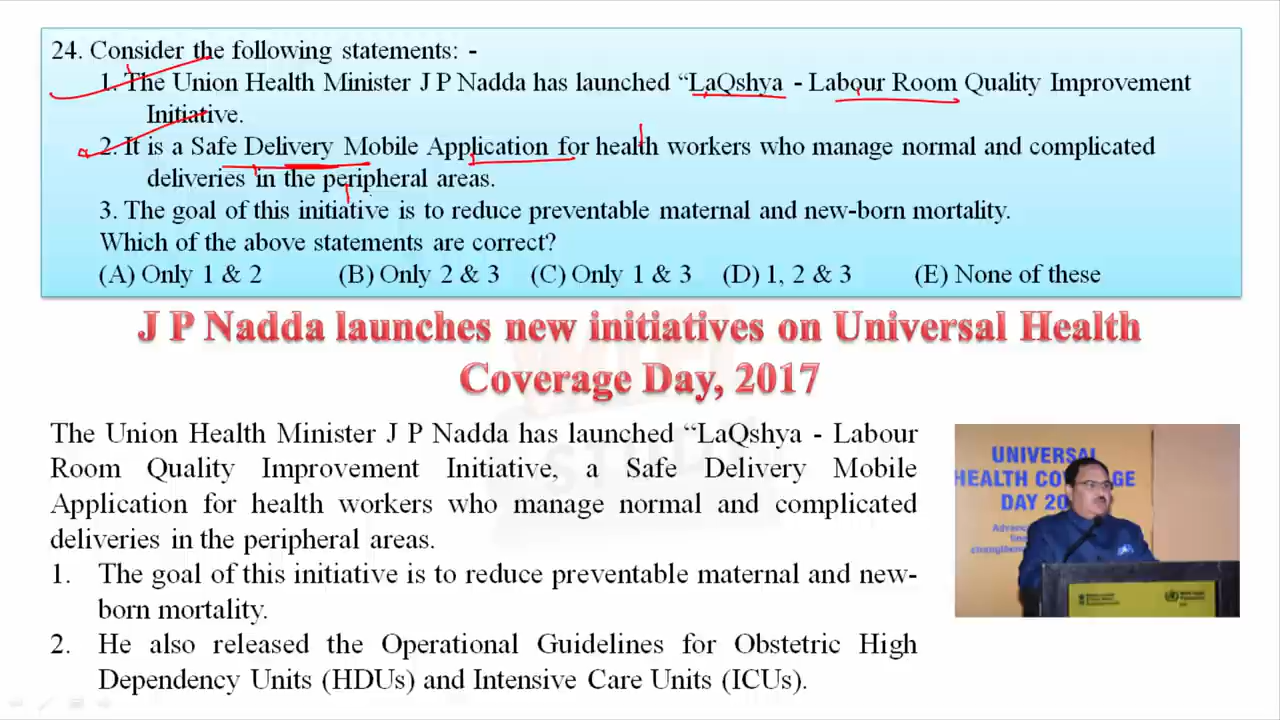 24. Consider the following statements: -
1. The Union Health Minister J P Nadda has launched “LaQshya - Labour Room Quality Improvement
Initiative.
2. It is a Safe Delivery Mobile Application for health workers who manage normal and complicated
deliveries in the peripheral areas.
3. The goal of this initiative is to reduce preventable maternal and new-born mortality.
Which of the above statements are correct?
(A) Only 1 & 2 (B) Only 2 & 3 (C) Only 1 & 3 (D) 1, 2 & 3 (E) None of these
J P Nadda launches new initiatives on Universal Health
Coverage Day, 2017
The Union Health Minister J P Nadda has launched “LaQshya - Labour
Room Quality Improvement Initiative, a Safe Delivery Mobile
Application for health workers who manage normal and complicated
deliveries in the peripheral areas.
1. The goal of this initiative is to reduce preventable maternal and new-
born mortality.
2. He also released the Operational Guidelines for Obstetric High
Dependency Units (HDUs) and Intensive Care Units (ICUs).
UNIVERSAL
HEALTH COVERAGE
DAY 20